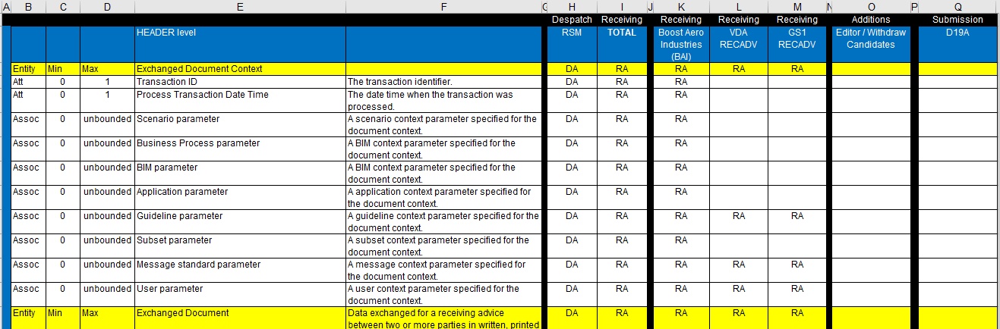 A B C D E F G H I J K L M N O P Q
Despatch Receiving Receiving Receiving Receiving Additions Submission
HEADER level RSM TOTAL Boost Aero VDA GS1 Editor / Withdraw D19A
Industries RECADV RECADV Candidates
(BAI)
Entity Min Max Exchanged Document Context DA RA RA RA RA
Att 0 1 Transaction ID The transaction identifier. DA RA RA
Att 0 1 Process Transaction Date Time The date time when the transaction was DA RA RA
processed.
Assoc 0 unbounded Scenario parameter A scenario context parameter specified for the DA RA RA
document context.
Assoc 0 unbounded Business Process parameter A BIM context parameter specified for the DA RA RA
document context.
Assoc 0 unbounded BIM parameter A BIM context parameter specified for the DA RA RA
document context.
Assoc 0 unbounded Application parameter A application context parameter specified for DA RA RA
the document context.
Assoc 0 unbounded Guideline parameter A guideline context parameter specified for the DA RA RA RA RA
document context.
Assoc 0 unbounded Subset parameter A subset context parameter specified for the DA RA RA
document context.
Assoc 0 unbounded Message standard parameter A message context parameter specified for DA RA RA RA RA
the document context.
Assoc 0 unbounded User parameter A user context parameter specified for the DA RA RA RA RA
document context.
Entity Min Max Exchanged Document Data exchanged for a receiving advice DA RA RA RA RA
between two or more parties in written, printed